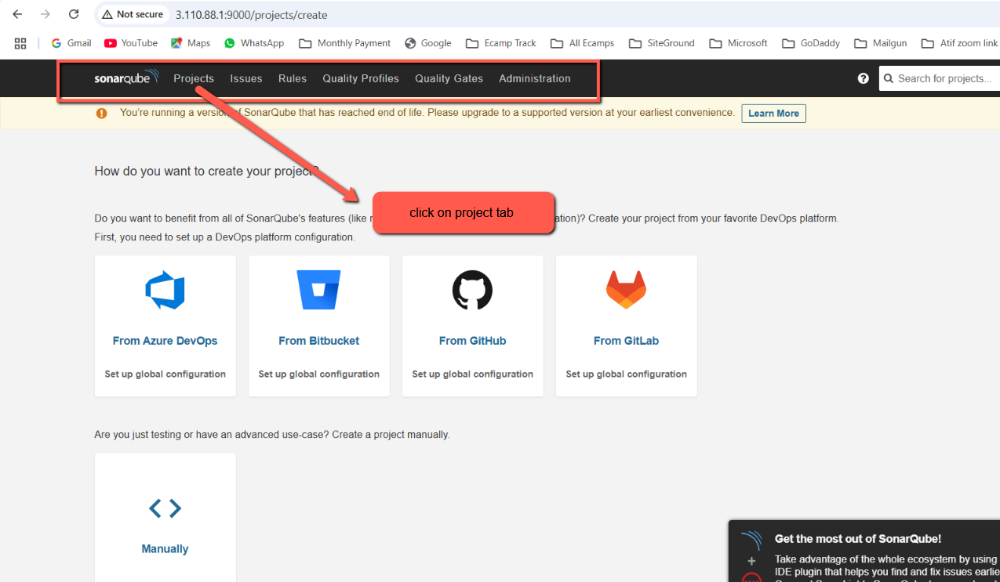 Not secure 3.110.88.1:9000/projects/create
Gmail YouTube Maps WhatsApp Monthly Payment Google Ecamp Track All Ecamps SiteGround Microsoft GoDaddy Mailgun Atif zoom link
sonarqube Projects Issues Rules Quality Profiles Quality Gates Administration ? Search for projects...
You're running a version of SonarQube that has reached end of life. Please upgrade to a supported version at your earliest convenience. Learn More
How do you want to create your project?
click on project tab
Do you want to benefit from all of SonarQube's features (like ation)? Create your project from your favorite DevOps platform.
First, you need to set up a DevOps platform configuration.
From Azure DevOps From Bitbucket From GitHub From GitLab
Set up global configuration Set up global configuration Set up global configuration Set up global configuration
Are you just testing or have an advanced use-case? Create a project manually.
Manually
Get the most out of SonarQube!
Take advantage of the whole ecosystem by using
IDE plugin that helps you find and fix issues earlie